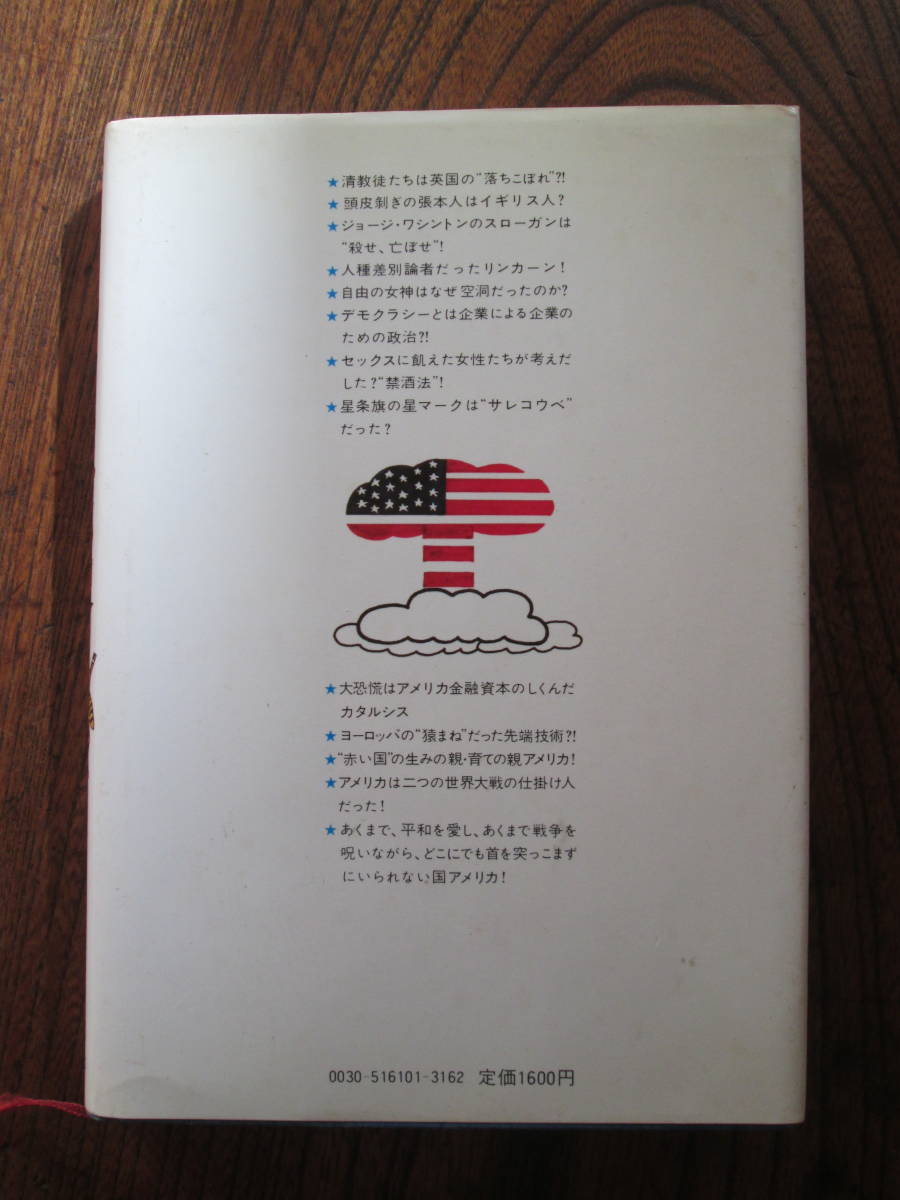 ★清教徒たちは英国の“落ちこぼれ”?!
★頭皮剝ぎの張本人はイギリス人?
★ジョージ・ワシントンのスローガンは
“殺せ、亡ぼせ”!
★人種差別論者だったリンカーン!
★自由の女神はなぜ空洞だったのか?
★デモクラシーとは企業による企業の
ための政治?!
★セックスに飢えた女性たちが考えだ
した?“禁酒法”!
★星条旗の星マークは“サレコウベ”
だった?
★大恐慌はアメリカ金融資本のしくんだ
カタルシス
★ヨーロッパの“猿まね”だった先端技術?!
★“赤い国”の生みの親・育ての親アメリカ!
★アメリカは二つの世界大戦の仕掛け人
だった!
★あくまで、平和を愛し、あくまで戦争を
呪いながら、どこにでも首を突っこまず
にいられない国アメリカ!
0030-516101-3162 定価1600円